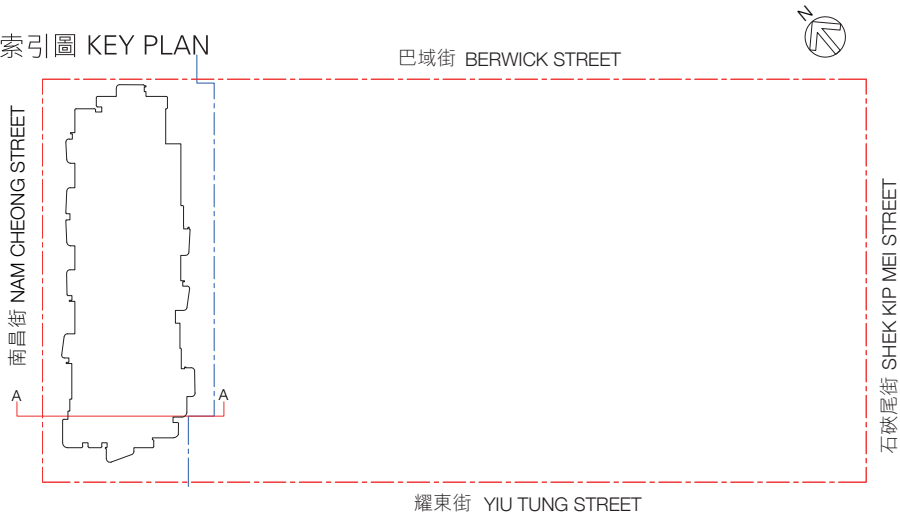 索引圖 KEY PLAN
N
巴域街 BERWICK STREET
南昌街 NAM CHEONG STREET
石硤尾街 SHEK KIP MEI STREET
A
A
耀東街 YIU TUNG STREET